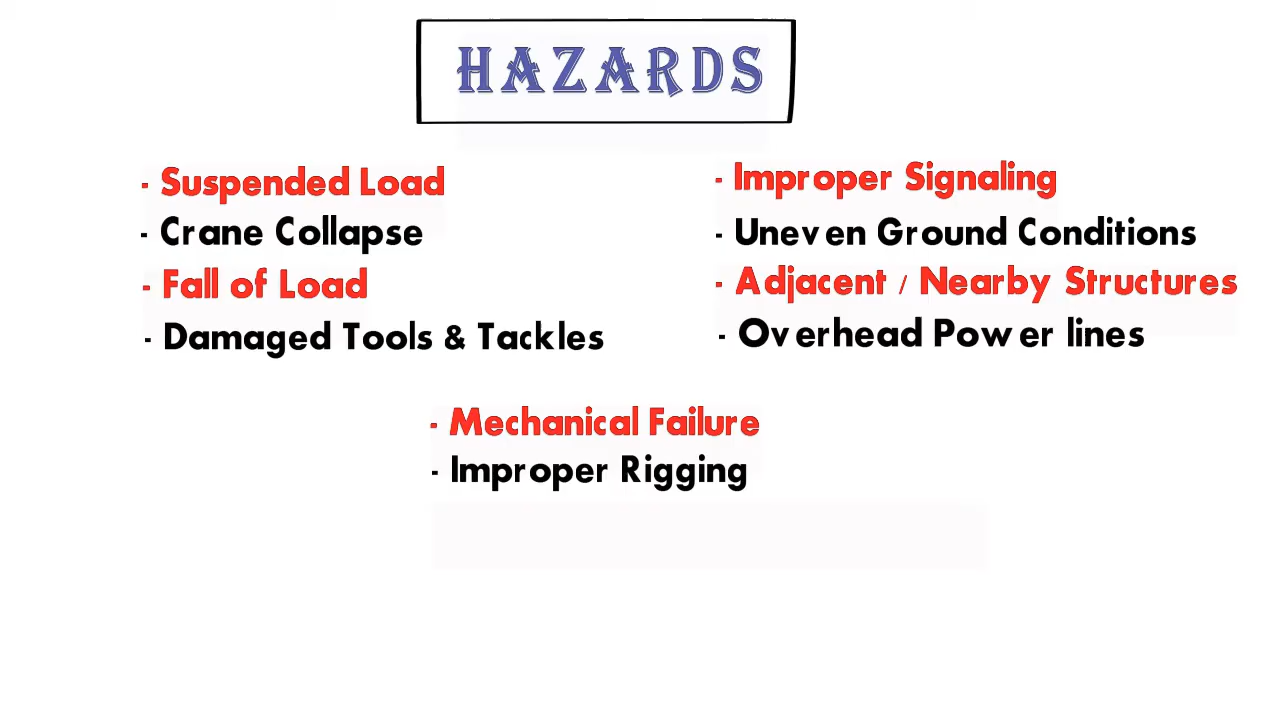 HAZARDS
- Suspended Load
- Crane Collapse
- Fall of Load
- Damaged Tools & Tackles
- Improper Signaling
- Uneven Ground Conditions
- Adjacent / Nearby Structures
- Overhead Power lines
- Mechanical Failure
- Improper Rigging